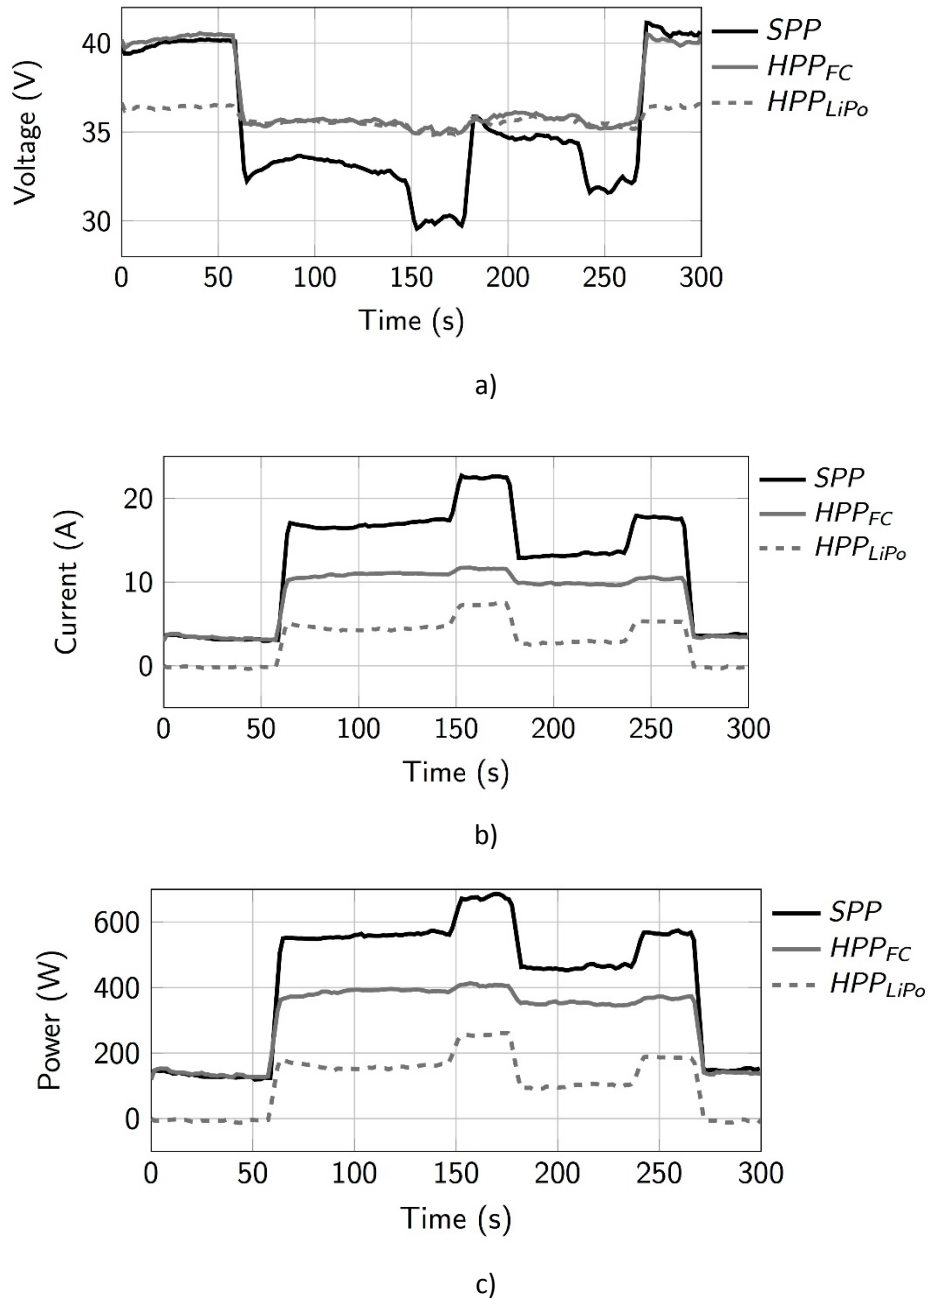 SPP
HPP_FC
HPP_LiPo
Voltage (V)
40
35
30
0 50 100 150 200 250 300
Time (s)
a)
SPP
HPP_FC
HPP_LiPo
Current (A)
20
10
0
0 50 100 150 200 250 300
Time (s)
b)
SPP
HPP_FC
HPP_LiPo
Power (W)
600
400
200
0
0 50 100 150 200 250 300
Time (s)
c)